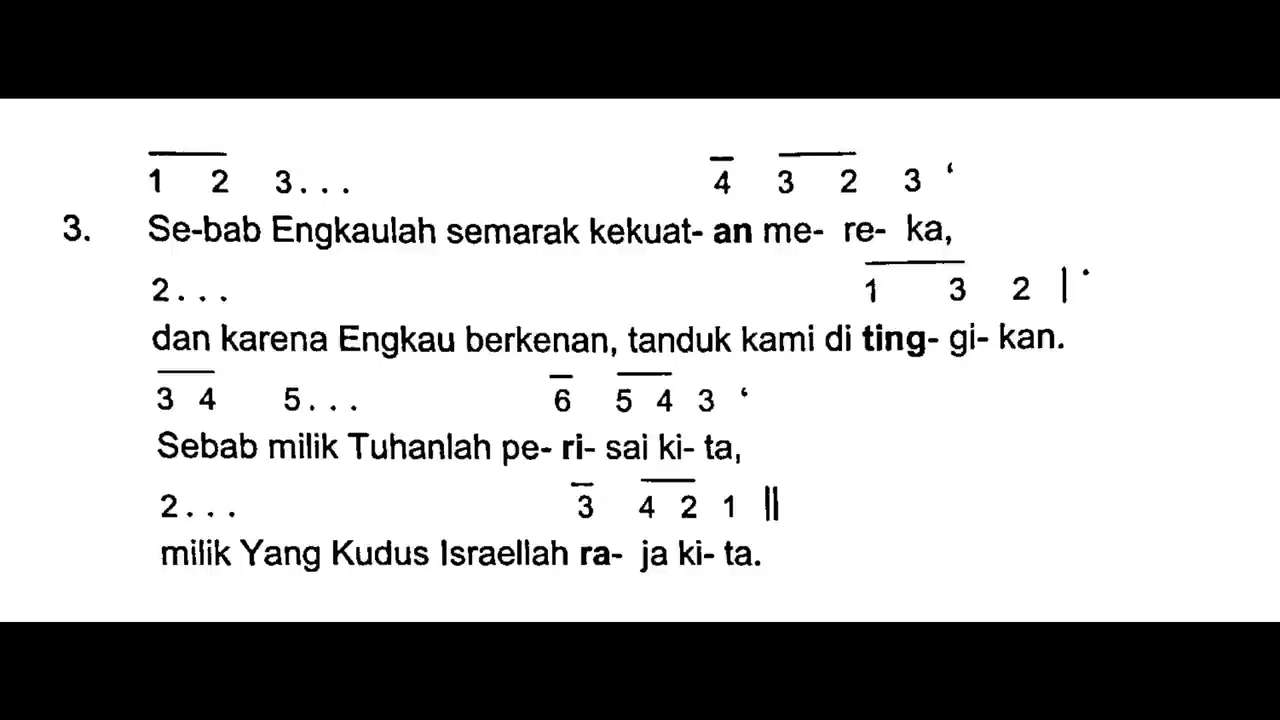 1 2 3... 4 3 2 3 ‘
3. Se-bab Engkaulah semarak kekuat- an me- re- ka,
2... 1 3 2 | ‘
dan karena Engkau berkenan, tanduk kami di ting- gi- kan.
3 4 5... 6 5 4 3 ‘
Sebab milik Tuhanlah pe- ri- sai ki- ta,
2... 3 4 2 1 ||
milik Yang Kudus Israellah ra- ja ki- ta.